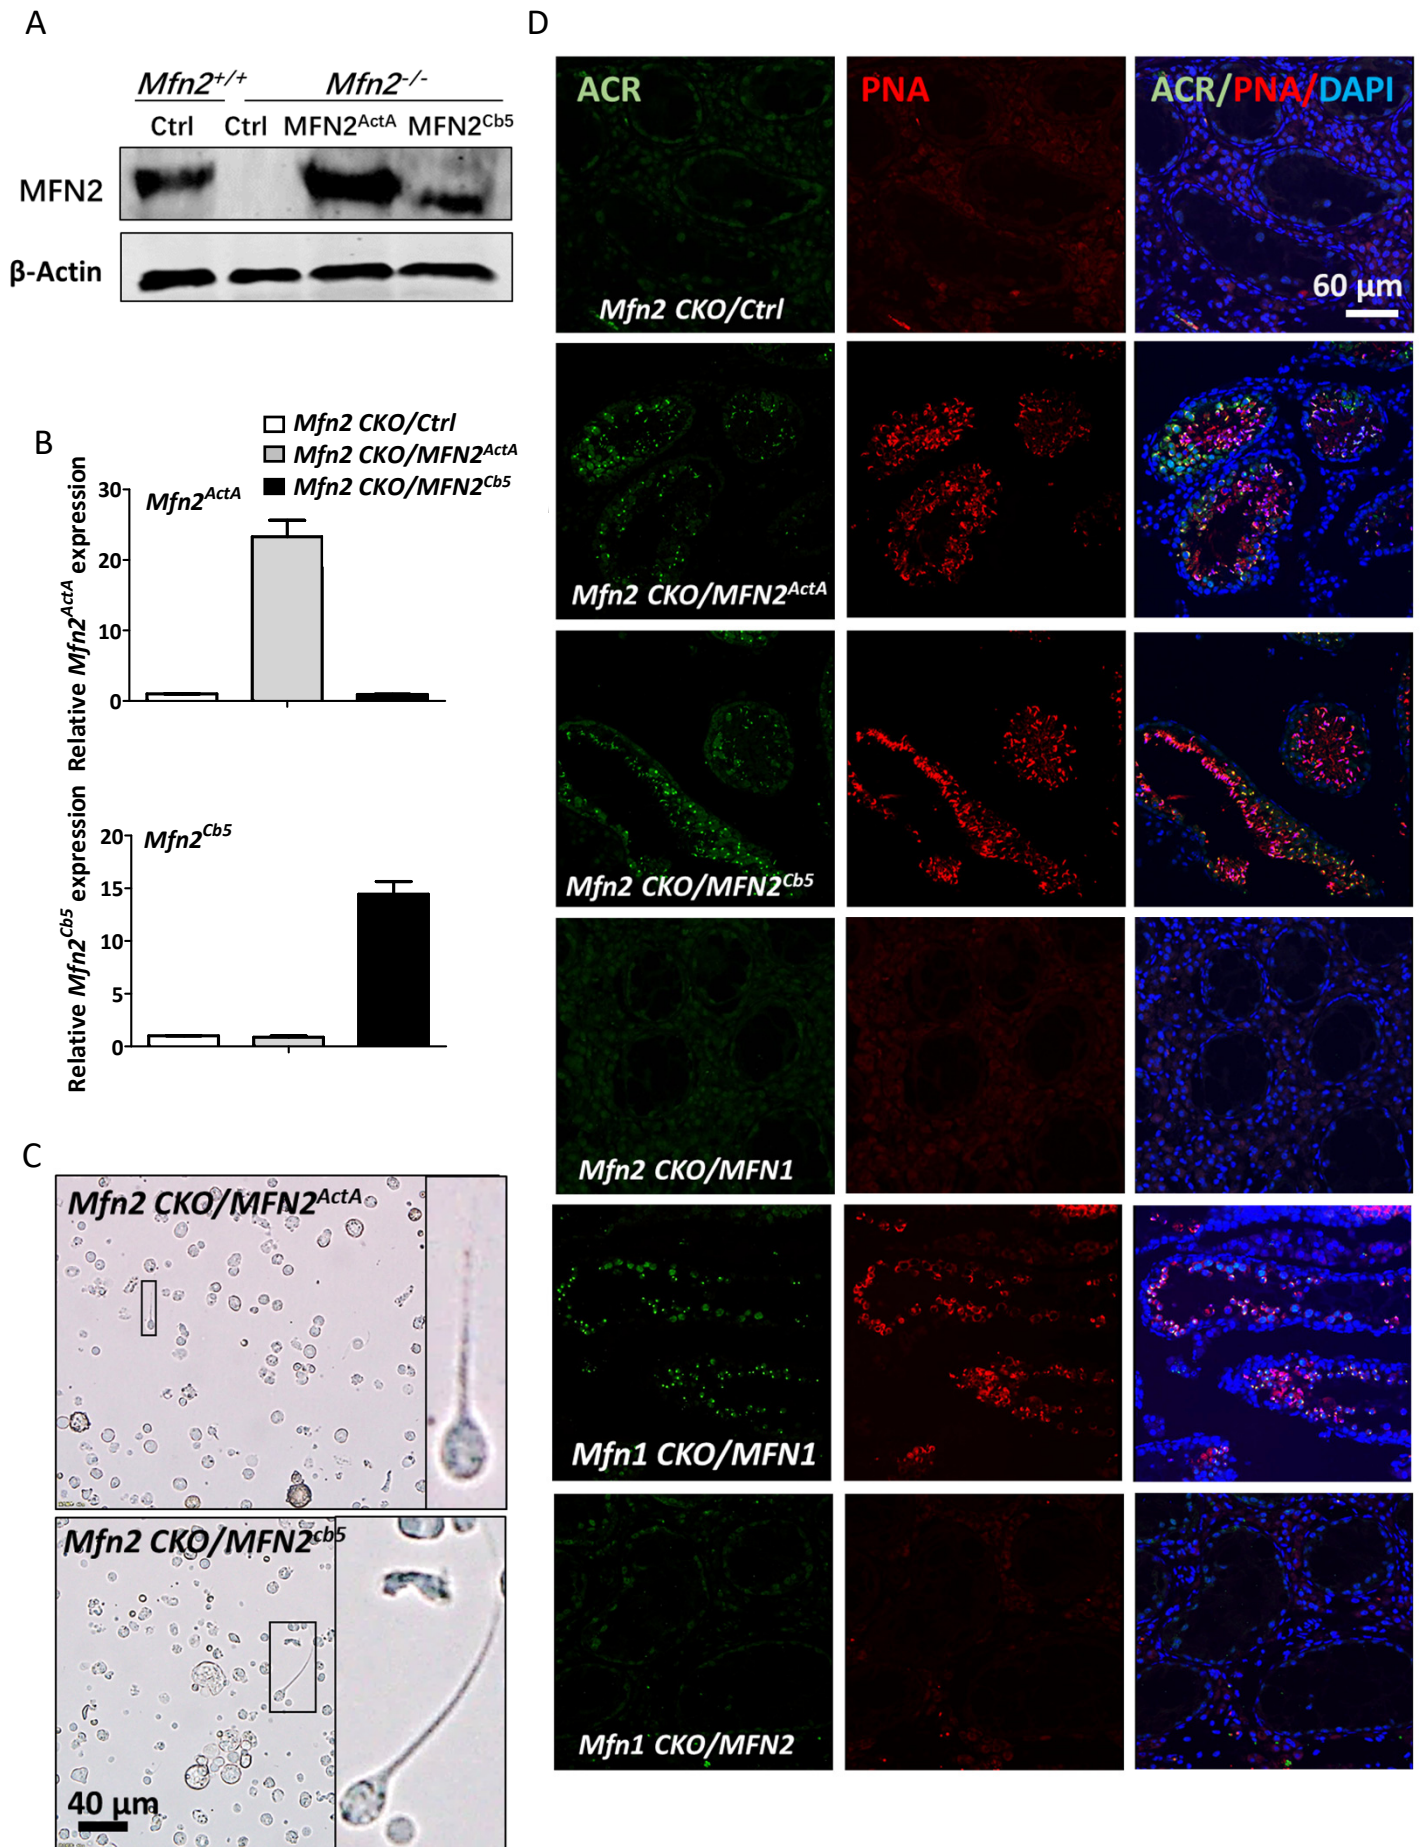 A
Mfn2+/+ Mfn2-/-
Ctrl Ctrl MFN2ActA MFN2Cb5
MFN2
β-Actin
B
Mfn2 CKO/Ctrl
Mfn2 CKO/MFN2ActA
Mfn2 CKO/MFN2Cb5
Relative Mfn2ActA expression
Mfn2ActA
30
20
10
0
Relative Mfn2Cb5 expression
Mfn2Cb5
20
15
10
5
0
C
Mfn2 CKO/MFN2ActA
Mfn2 CKO/MFN2cb5
40 μm
D
ACR PNA ACR/PNA/DAPI
60 μm
Mfn2 CKO/Ctrl
Mfn2 CKO/MFN2ActA
Mfn2 CKO/MFN2Cb5
Mfn2 CKO/MFN1
Mfn1 CKO/MFN1
Mfn1 CKO/MFN2